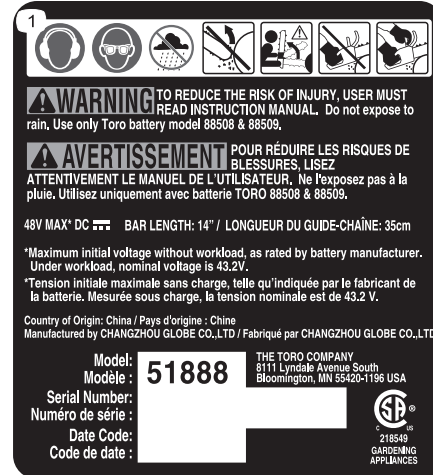 1
WARNING TO REDUCE THE RISK OF INJURY, USER MUST
READ INSTRUCTION MANUAL. Do not expose to
rain. Use only Toro battery model 88508 & 88509.
AVERTISSEMENT POUR RÉDUIRE LES RISQUES DE
BLESSURES, LISEZ
ATTENTIVEMENT LE MANUEL DE L'UTILISATEUR. Ne l'exposez pas à la
pluie. Utilisez uniquement avec batterie TORO 88508 & 88509.
48V MAX* DC BAR LENGTH: 14" / LONGUEUR DU GUIDE-CHAÎNE: 35cm
*Maximum initial voltage without workload, as rated by battery manufacturer.
Under workload, nominal voltage is 43.2V.
*Tension initiale maximale sans charge, telle qu'indiquée par le fabricant de
la batterie. Mesurée sous charge, la tension nominale est de 43.2 V.
Country of Origin: China / Pays d'origine : Chine
Manufactured by CHANGZHOU GLOBE CO.,LTD / Fabriqué par CHANGZHOU GLOBE CO.,LTD
Model:
Modèle :
51888
THE TORO COMPANY
8111 Lyndale Avenue South
Bloomington, MN 55420-1196 USA
Serial Number:
Numéro de série :
Date Code:
Code de date :
SA ®
C US
218549
GARDENING
APPLIANCES